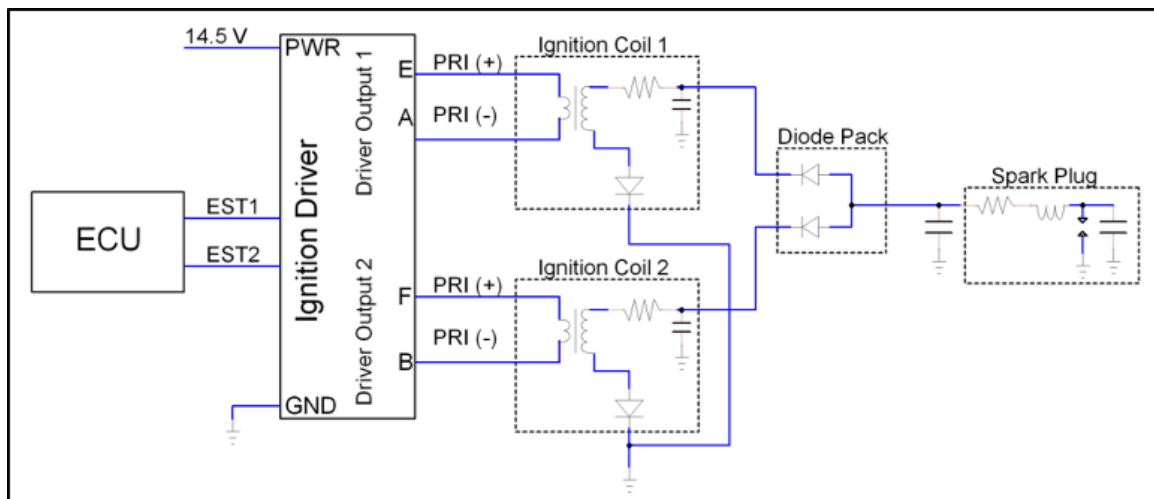 14.5 V
PWR
Driver Output 1
E
PRI (+)
A
PRI (-)
Ignition Coil 1
Diode Pack
Spark Plug
ECU
EST1
EST2
Ignition Driver
Driver Output 2
F
PRI (+)
B
PRI (-)
Ignition Coil 2
GND